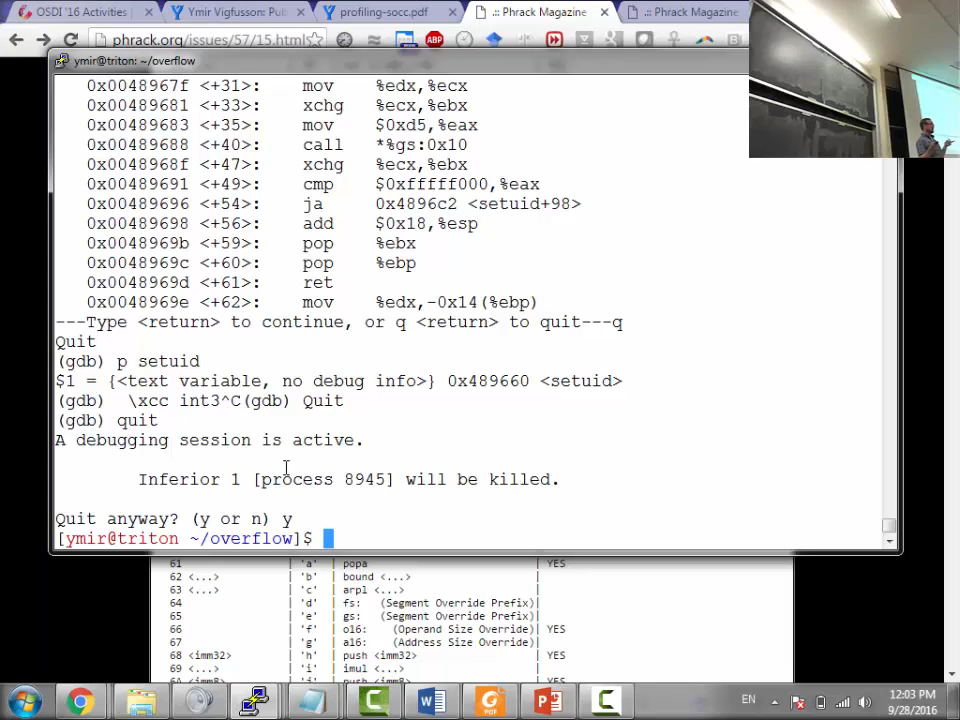 OSDI '16 Activities
Ymir Vigfusson: Pu
profiling-socc.pdf
.:: Phrack Magazine
.:: Phrack Magazine
phrack.org/issues/57/15.html
ABP
ymir@triton: ~/overflow
0x0048967f <+31>: mov %edx,%ecx
0x00489681 <+33>: xchg %ecx,%ebx
0x00489683 <+35>: mov $0xd5,%eax
0x00489688 <+40>: call *%gs:0x10
0x0048968f <+47>: xchg %ecx,%ebx
0x00489691 <+49>: cmp $0xfffff000,%eax
0x00489696 <+54>: ja 0x4896c2 <setuid+98>
0x00489698 <+56>: add $0x18,%esp
0x0048969b <+59>: pop %ebx
0x0048969c <+60>: pop %ebp
0x0048969d <+61>: ret
0x0048969e <+62>: mov %edx,-0x14(%ebp)
---Type <return> to continue, or q <return> to quit---q
Quit
(gdb) p setuid
$1 = {<text variable, no debug info>} 0x489660 <setuid>
(gdb)  \xcc int3^C(gdb) Quit
(gdb) quit
A debugging session is active.
Inferior 1 [process 8945] will be killed.
Quit anyway? (y or n) y
[ymir@triton ~/overflow]$
61 | 'a' | popa | YES
62 <...> | 'b' | bound <...> |
63 <...> | 'c' | arpl <...> |
64 | 'd' | fs: (Segment Override Prefix)|
65 | 'e' | gs: (Segment Override Prefix)|
66 | 'f' | o16: (Operand Size Override)| YES
67 | 'g' | a16: (Address Size Override)| YES
68 <imm32> | 'h' | push <imm32> | YES
69 <...> | 'i' | imul <...> |
EN
12:03 PM
9/28/2016